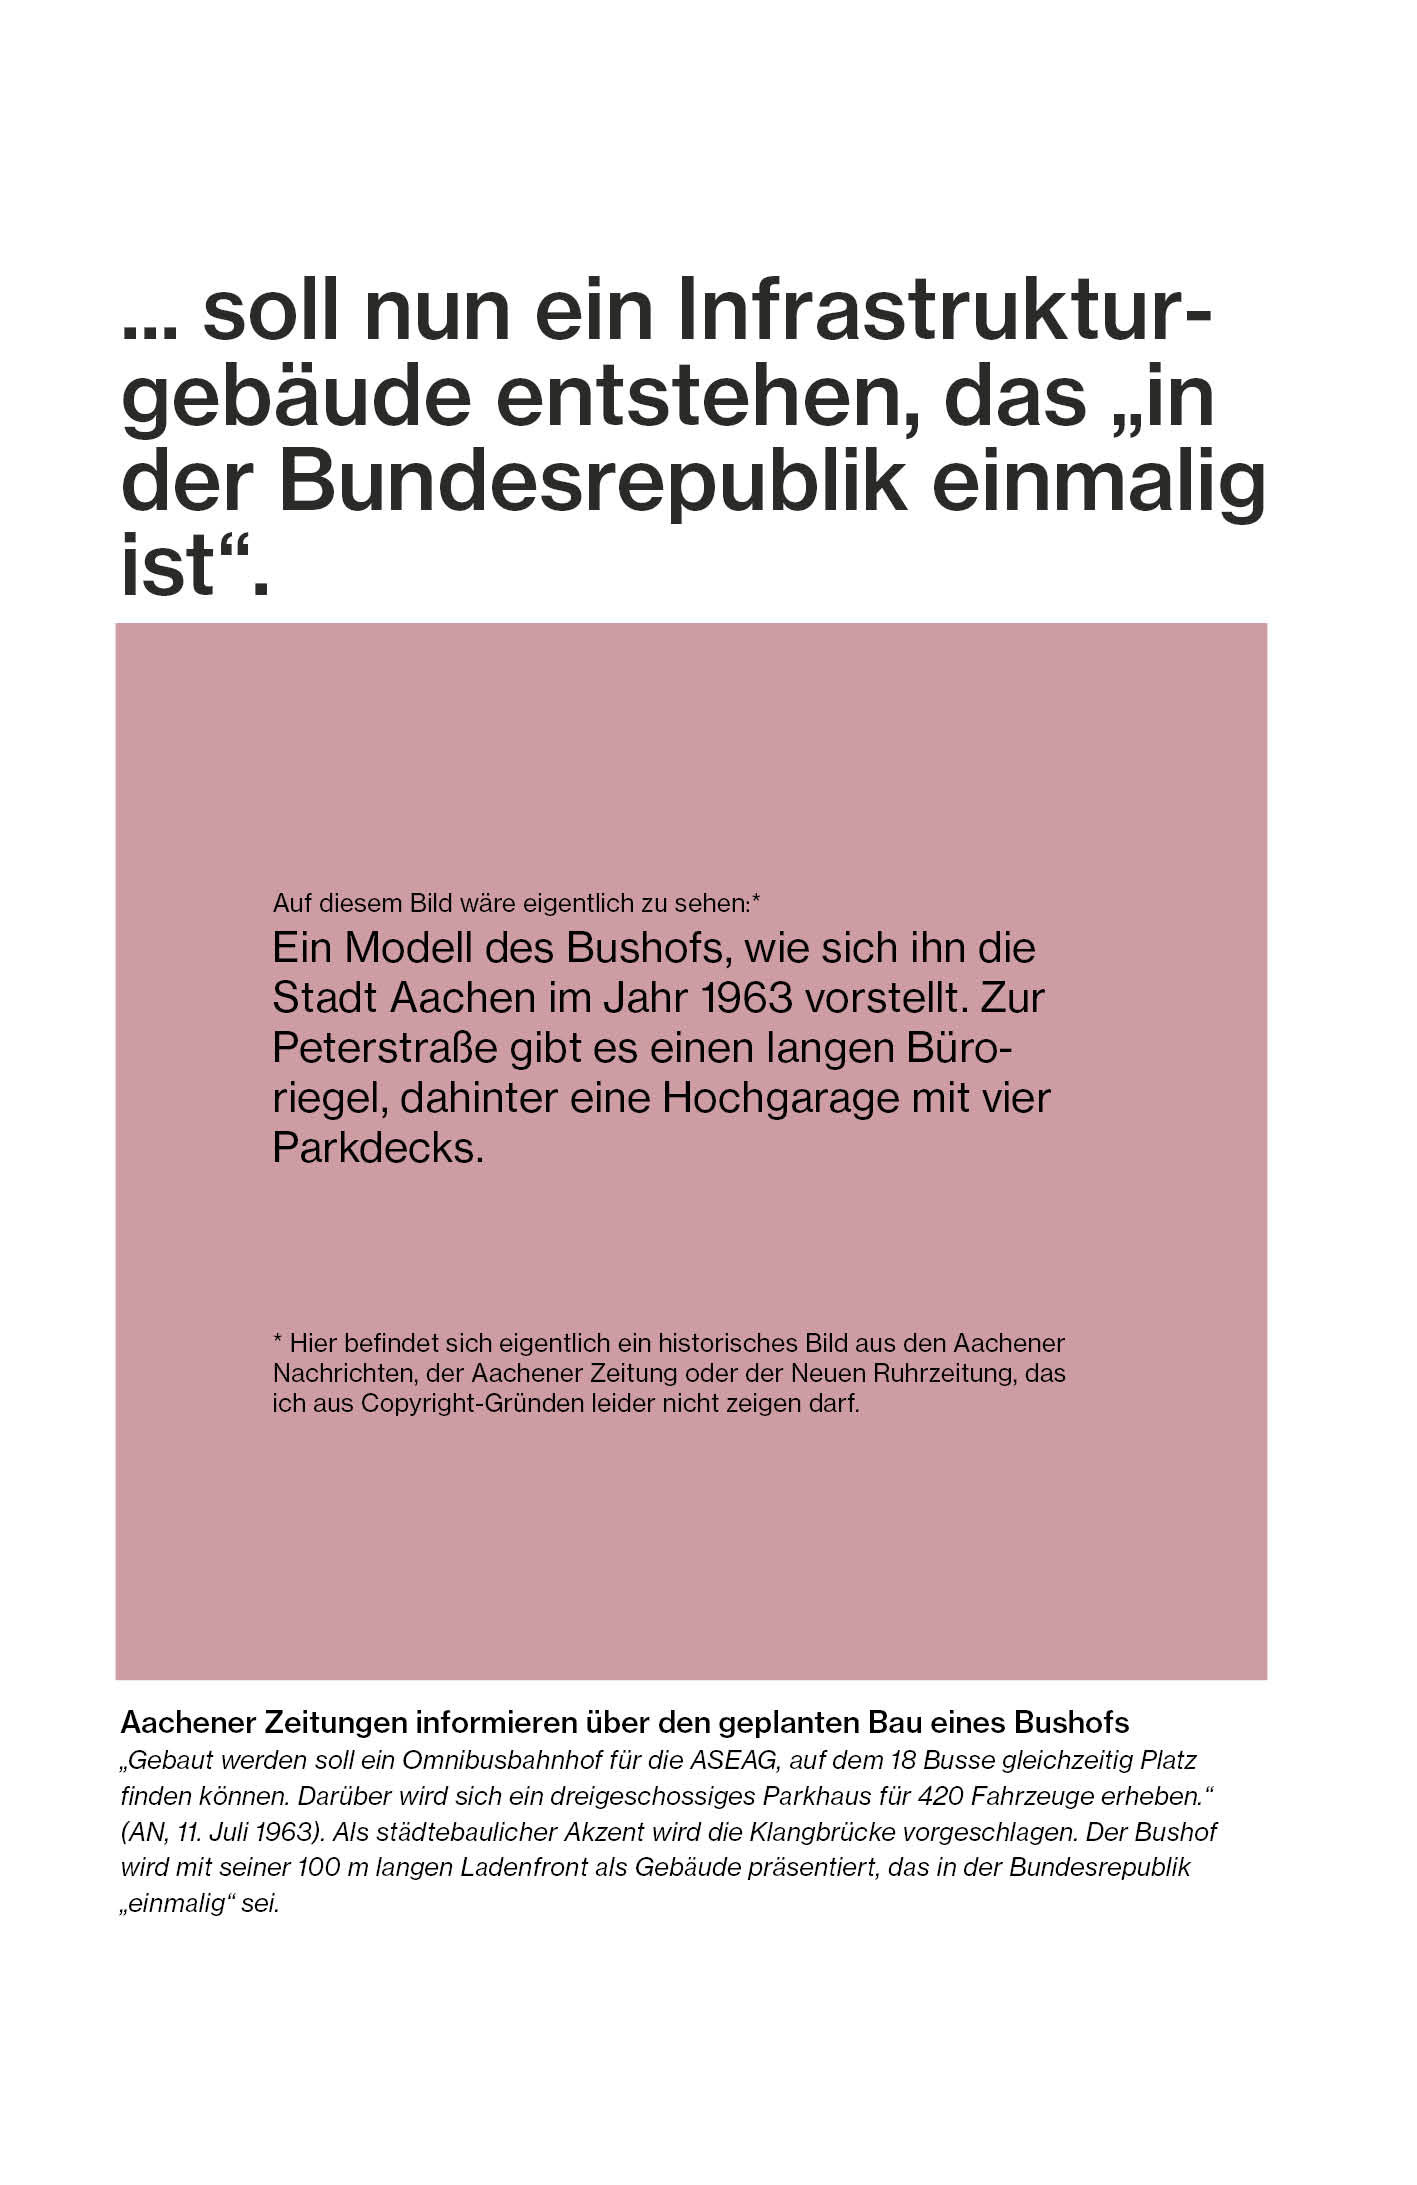 ... soll nun ein Infrastruktur-
gebäude entstehen, das „in
der Bundesrepublik einmalig
ist“.
Auf diesem Bild wäre eigentlich zu sehen:*
Ein Modell des Bushofs, wie sich ihn die
Stadt Aachen im Jahr 1963 vorstellt. Zur
Peterstraße gibt es einen langen Büro-
riegel, dahinter eine Hochgarage mit vier
Parkdecks.
* Hier befindet sich eigentlich ein historisches Bild aus den Aachener
Nachrichten, der Aachener Zeitung oder der Neuen Ruhrzeitung, das
ich aus Copyright-Gründen leider nicht zeigen darf.
Aachener Zeitungen informieren über den geplanten Bau eines Bushofs
„Gebaut werden soll ein Omnibusbahnhof für die ASEAG, auf dem 18 Busse gleichzeitig Platz
finden können. Darüber wird sich ein dreigeschossiges Parkhaus für 420 Fahrzeuge erheben.“
(AN, 11. Juli 1963). Als städtebaulicher Akzent wird die Klangbrücke vorgeschlagen. Der Bushof
wird mit seiner 100 m langen Ladenfront als Gebäude präsentiert, das in der Bundesrepublik
„einmalig“ sei.